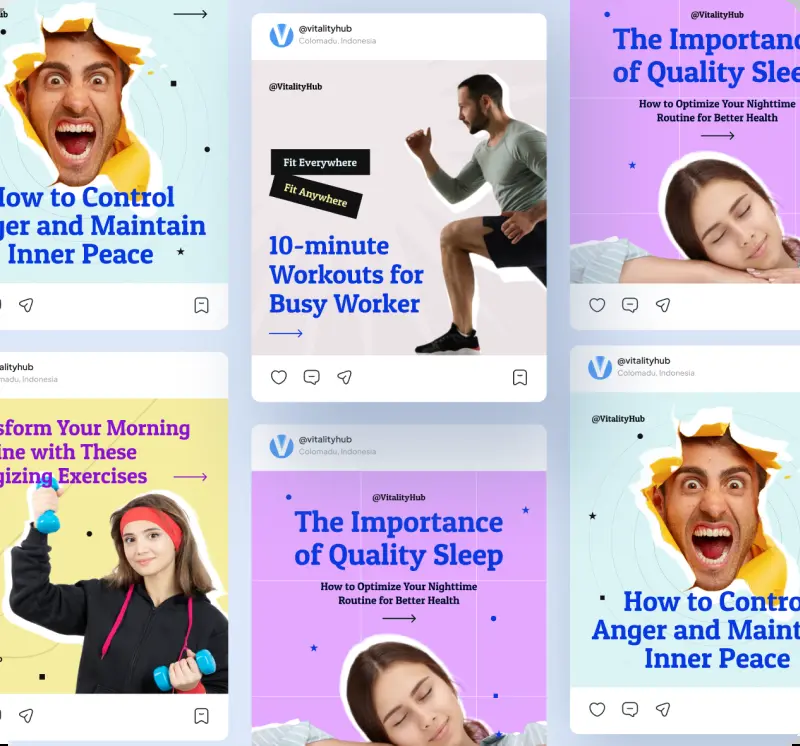 ub
ow to Control
ger and Maintain
Inner Peace
alityhub
madu, Indonesia
sform Your Morning
ine with These
gizing Exercises
@vitalityhub
Colomadu, Indonesia
@VitalityHub
Fit Everywhere
Fit Anywhere
10-minute
Workouts for
Busy Worker
@vitalityhub
Colomadu, Indonesia
@VitalityHub
The Importance
of Quality Sleep
How to Optimize Your Nighttime
Routine for Better Health
@VitalityHub
The Importanc
of Quality Slee
How to Optimize Your Nighttime
Routine for Better Health
@vitalityhub
Colomadu, Indonesia
@VitalityHub
How to Contro
Anger and Maint
Inner Peace